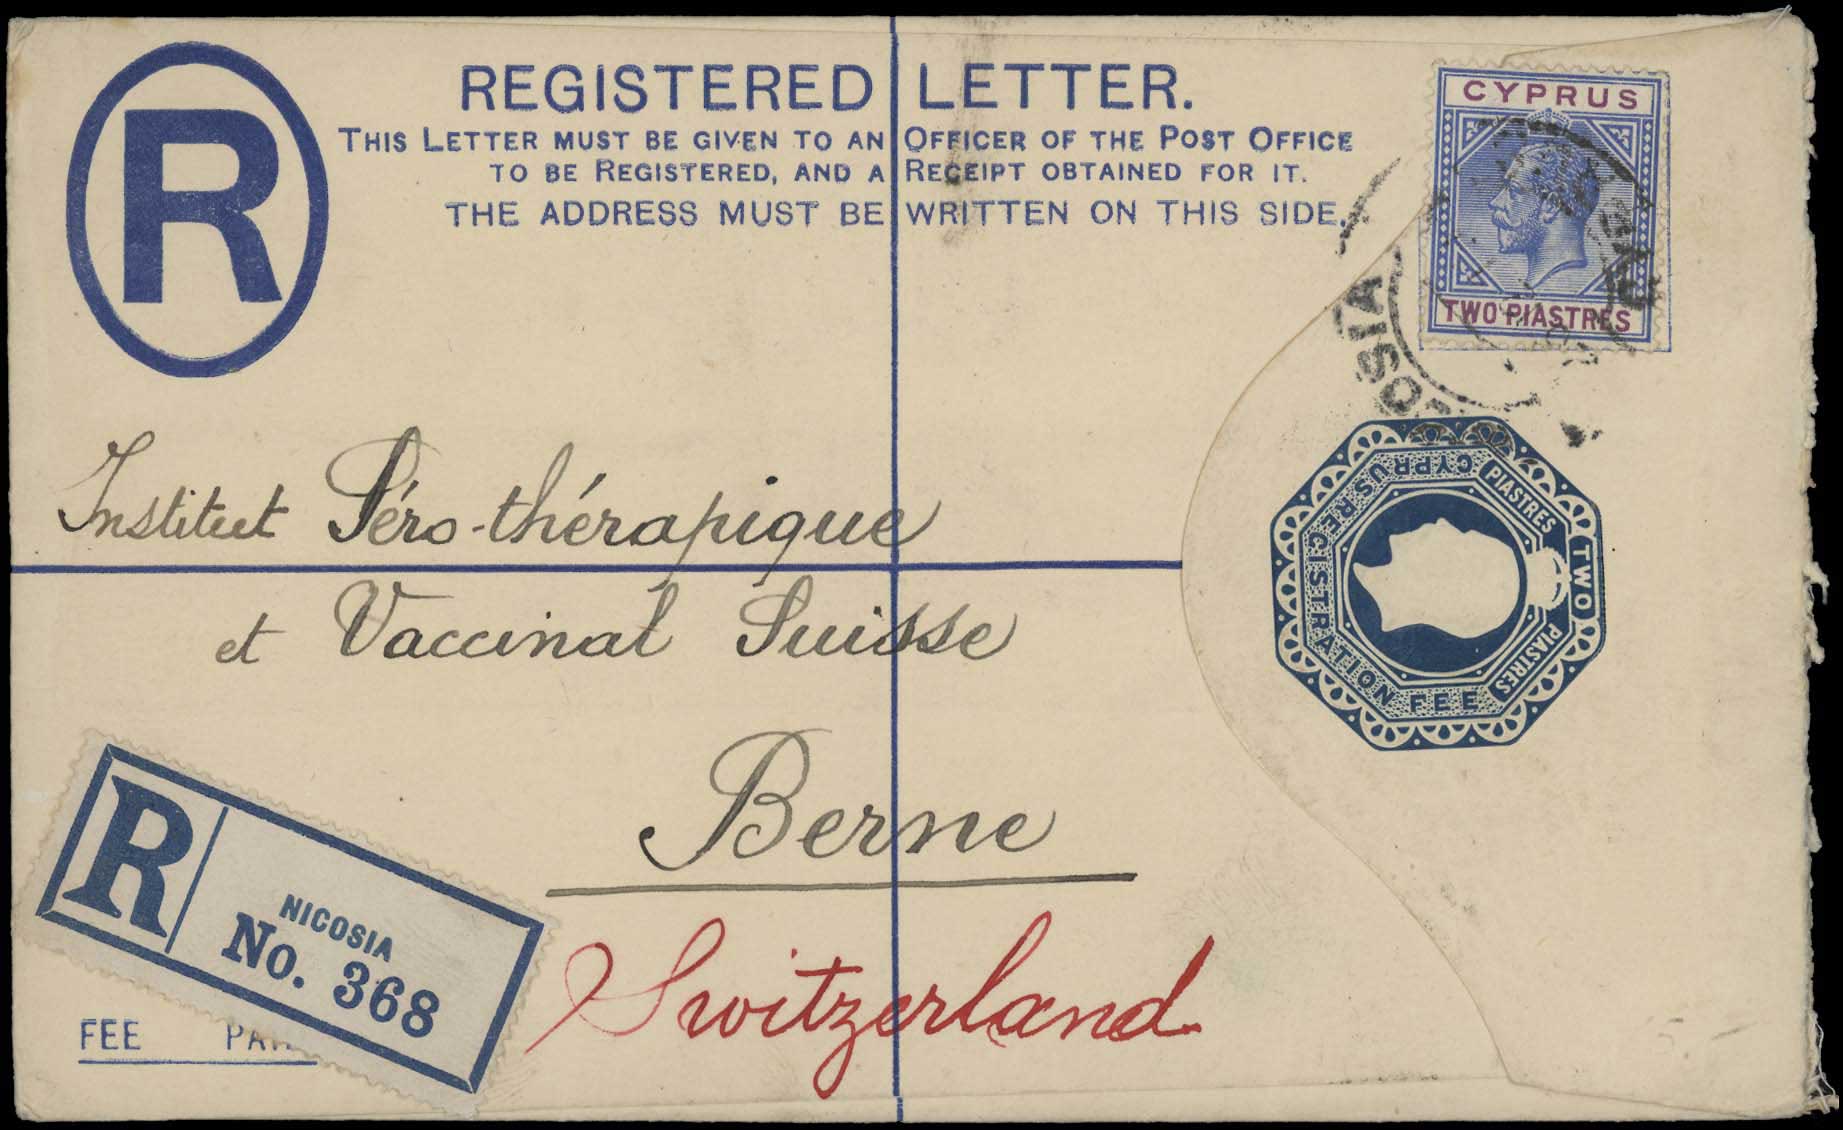 R
REGISTERED LETTER.
THIS LETTER MUST BE GIVEN TO AN OFFICER OF THE POST OFFICE
TO BE REGISTERED, AND A RECEIPT OBTAINED FOR IT.
THE ADDRESS MUST BE WRITTEN ON THIS SIDE.
CYPRUS
TWO PIASTRES
CYPRUS REGISTRATION FEE
PIASTRES TWO PIASTRES
Institut Séro-thérapique
et Vaccinal Suisse
Berne
Switzerland
R
NICOSIA
No. 368
FEE